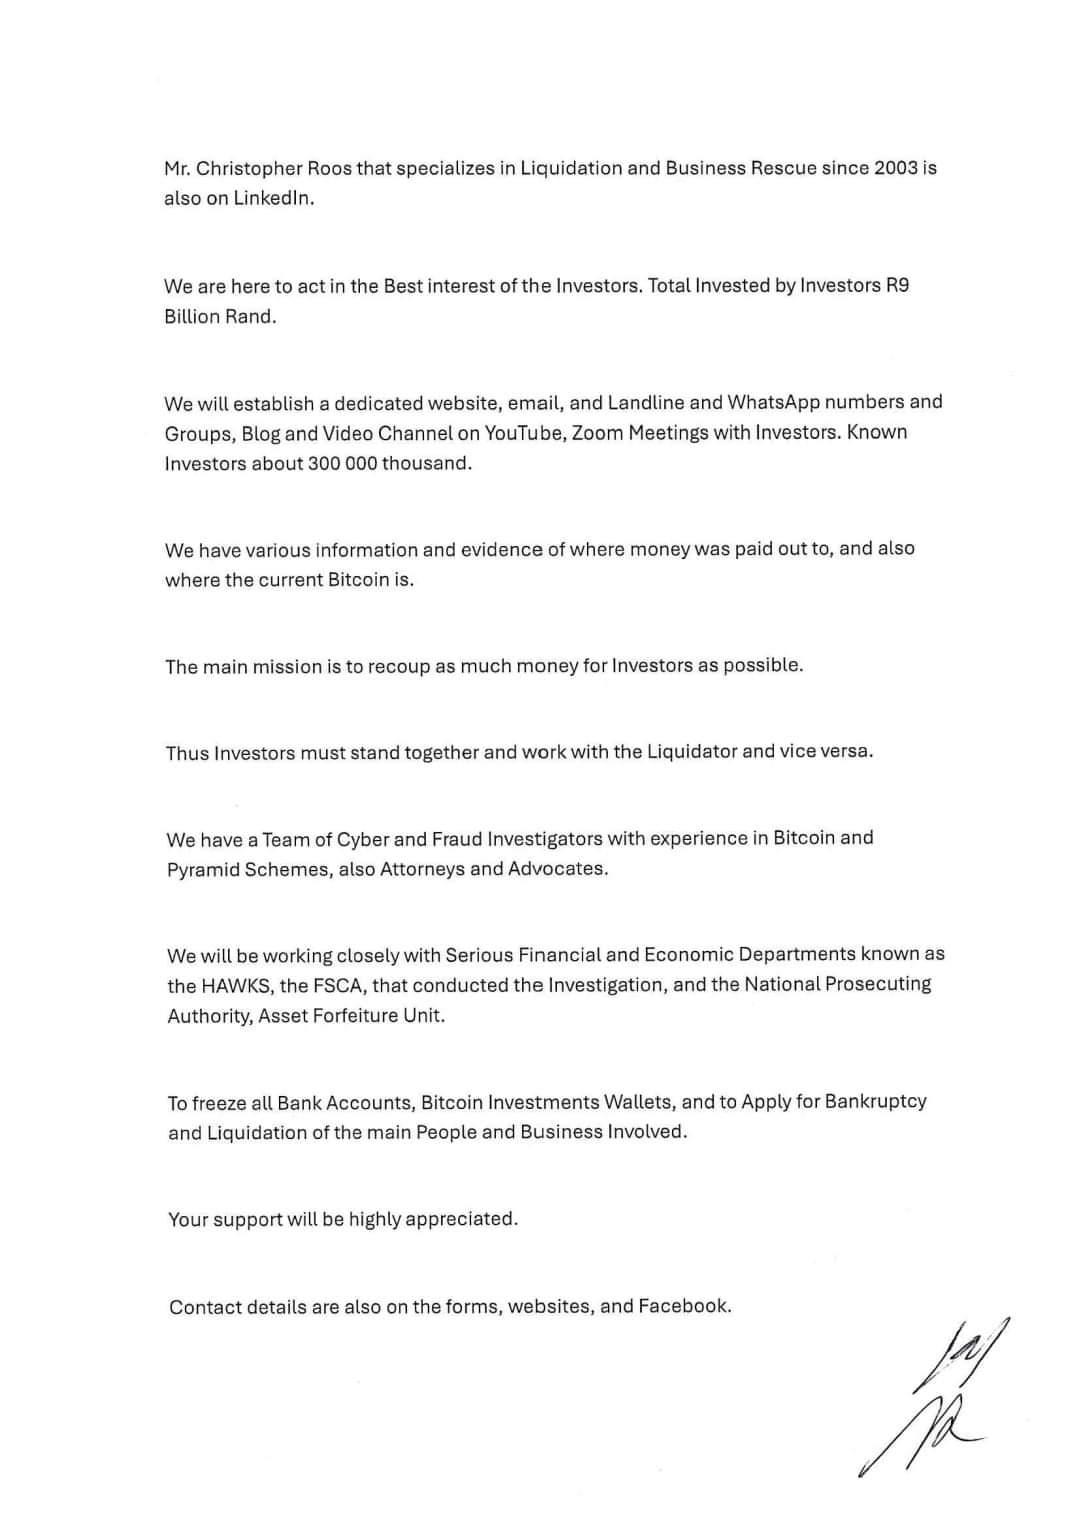 Mr. Christopher Roos that specializes in Liquidation and Business Rescue since 2003 is
also on LinkedIn.
We are here to act in the Best interest of the Investors. Total Invested by Investors R9
Billion Rand.
We will establish a dedicated website, email, and Landline and WhatsApp numbers and
Groups, Blog and Video Channel on YouTube, Zoom Meetings with Investors. Known
Investors about 300 000 thousand.
We have various information and evidence of where money was paid out to, and also
where the current Bitcoin is.
The main mission is to recoup as much money for Investors as possible.
Thus Investors must stand together and work with the Liquidator and vice versa.
We have a Team of Cyber and Fraud Investigators with experience in Bitcoin and
Pyramid Schemes, also Attorneys and Advocates.
We will be working closely with Serious Financial and Economic Departments known as
the HAWKS, the FSCA, that conducted the Investigation, and the National Prosecuting
Authority, Asset Forfeiture Unit.
To freeze all Bank Accounts, Bitcoin Investments Wallets, and to Apply for Bankruptcy
and Liquidation of the main People and Business Involved.
Your support will be highly appreciated.
Contact details are also on the forms, websites, and Facebook.